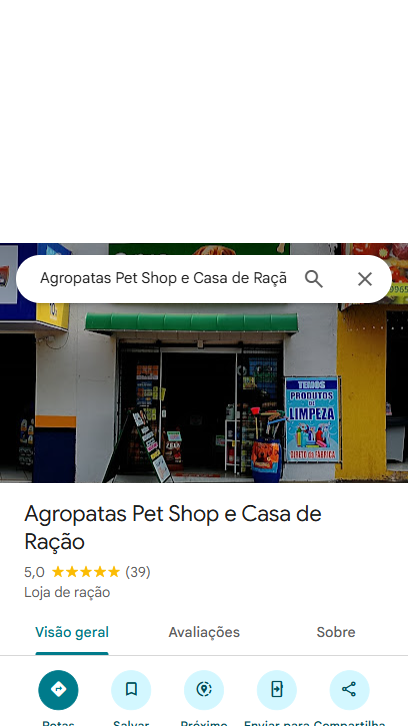 Agropatas Pet Shop e Casa de Raçã
TEMOS
PRODUTOS
DE
LIMPEZA
DIRETO DA FÁBRICA
Agropatas Pet Shop e Casa de
Ração
5,0 (39)
Loja de ração
Visão geral Avaliações Sobre
Rotas Salvar Próximo Enviar para Compartilha